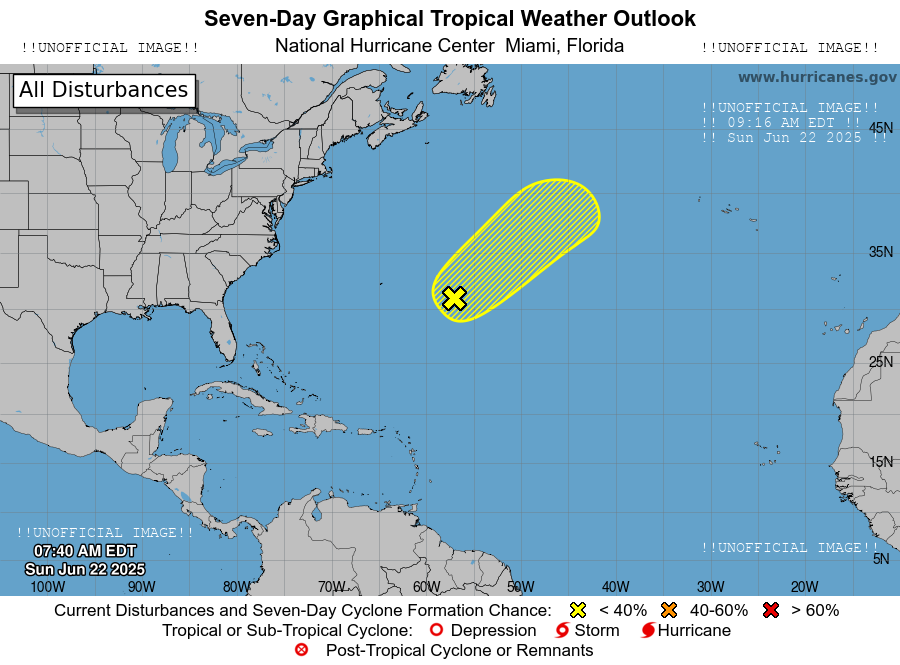 Seven-Day Graphical Tropical Weather Outlook
!!UNOFFICIAL IMAGE!! National Hurricane Center Miami, Florida !!UNOFFICIAL IMAGE!!
All Disturbances
www.hurricanes.gov
!!UNOFFICIAL IMAGE!!
!! 09:16 AM EDT !!
!! Sun Jun 22 2025 !!
45N
35N
25N
15N
!!UNOFFICIAL IMAGE!!
07:40 AM EDT
Sun Jun 22 2025
!!UNOFFICIAL IMAGE!!
5N
100W 90W 80W 70W 60W 50W 40W 30W 20W
Current Disturbances and Seven-Day Cyclone Formation Chance: < 40% 40-60% > 60%
Tropical or Sub-Tropical Cyclone: Depression Storm Hurricane
Post-Tropical Cyclone or Remnants